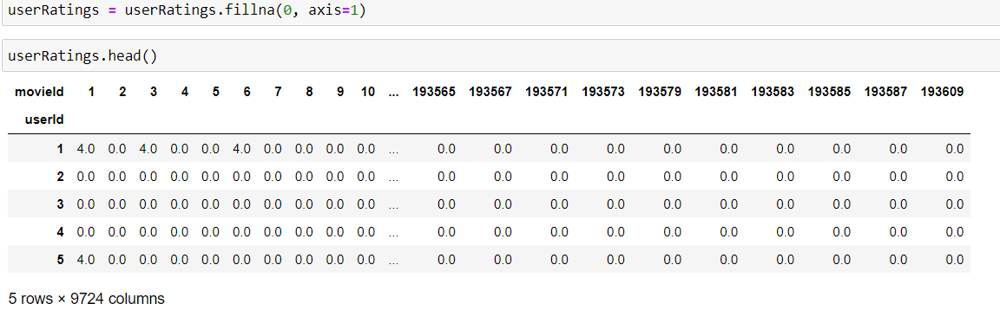 userRatings = userRatings.fillna(0, axis=1)
userRatings.head()
movieId 1 2 3 4 5 6 7 8 9 10 ... 193565 193567 193571 193573 193579 193581 193583 193585 193587 193609
userId
1 4.0 0.0 4.0 0.0 0.0 4.0 0.0 0.0 0.0 0.0 ... 0.0 0.0 0.0 0.0 0.0 0.0 0.0 0.0 0.0 0.0
2 0.0 0.0 0.0 0.0 0.0 0.0 0.0 0.0 0.0 0.0 ... 0.0 0.0 0.0 0.0 0.0 0.0 0.0 0.0 0.0 0.0
3 0.0 0.0 0.0 0.0 0.0 0.0 0.0 0.0 0.0 0.0 ... 0.0 0.0 0.0 0.0 0.0 0.0 0.0 0.0 0.0 0.0
4 0.0 0.0 0.0 0.0 0.0 0.0 0.0 0.0 0.0 0.0 ... 0.0 0.0 0.0 0.0 0.0 0.0 0.0 0.0 0.0 0.0
5 4.0 0.0 0.0 0.0 0.0 0.0 0.0 0.0 0.0 0.0 ... 0.0 0.0 0.0 0.0 0.0 0.0 0.0 0.0 0.0 0.0
5 rows × 9724 columns